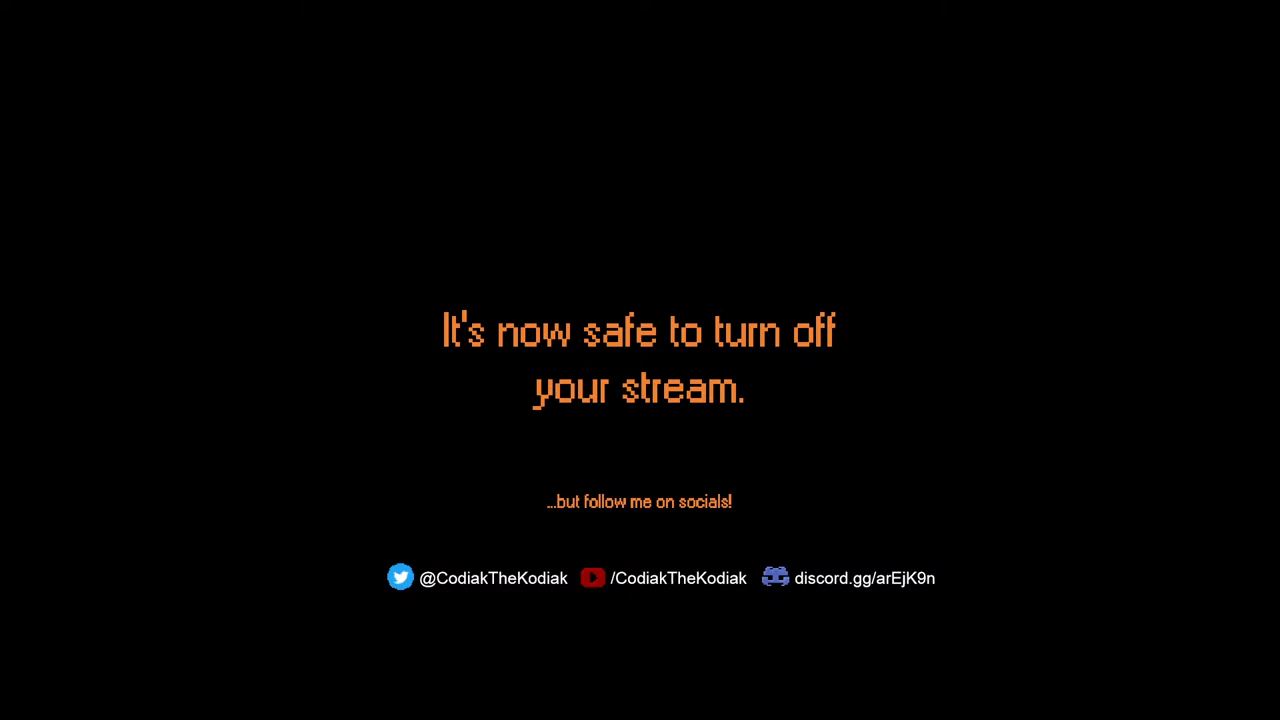 It's now safe to turn off
your stream.
...but follow me on socials!
@CodiakTheKodiak /CodiakTheKodiak discord.gg/arEjK9n